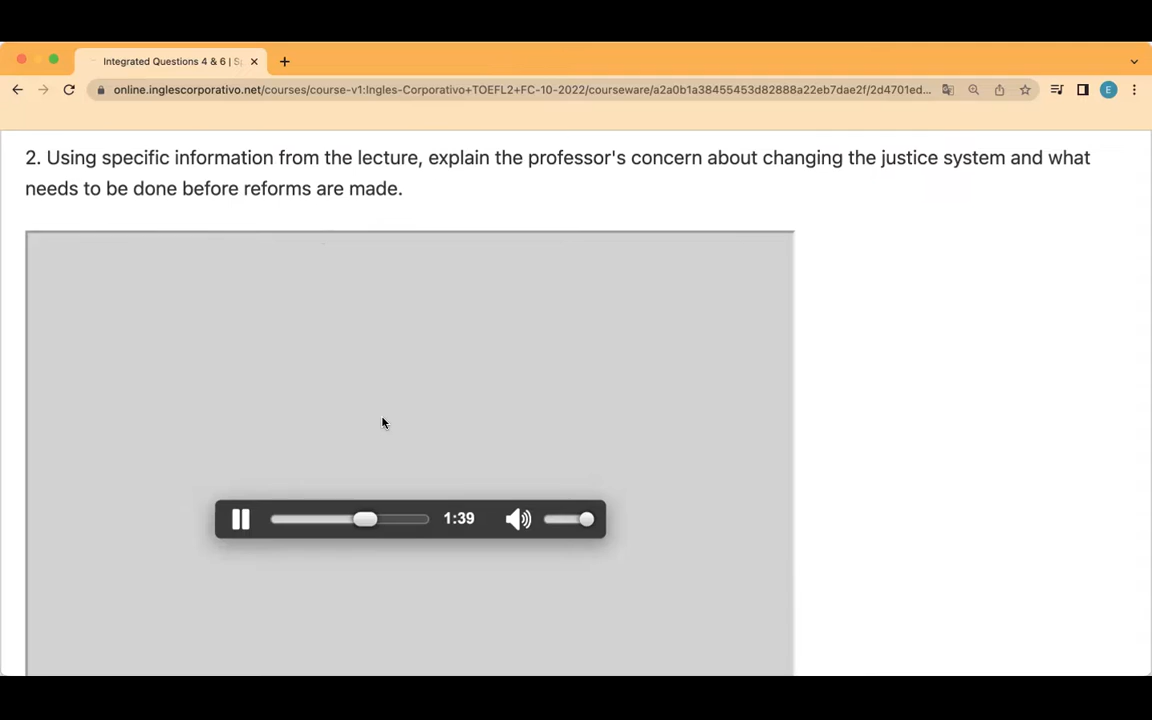 Integrated Questions 4 & 6 | Sp
online.inglescorporativo.net/courses/course-v1:Ingles-Corporativo+TOEFL2+FC-10-2022/courseware/a2a0b1a38455453d82888a22eb7dae2f/2d4701ed...
E
2. Using specific information from the lecture, explain the professor's concern about changing the justice system and what
needs to be done before reforms are made.
1:39